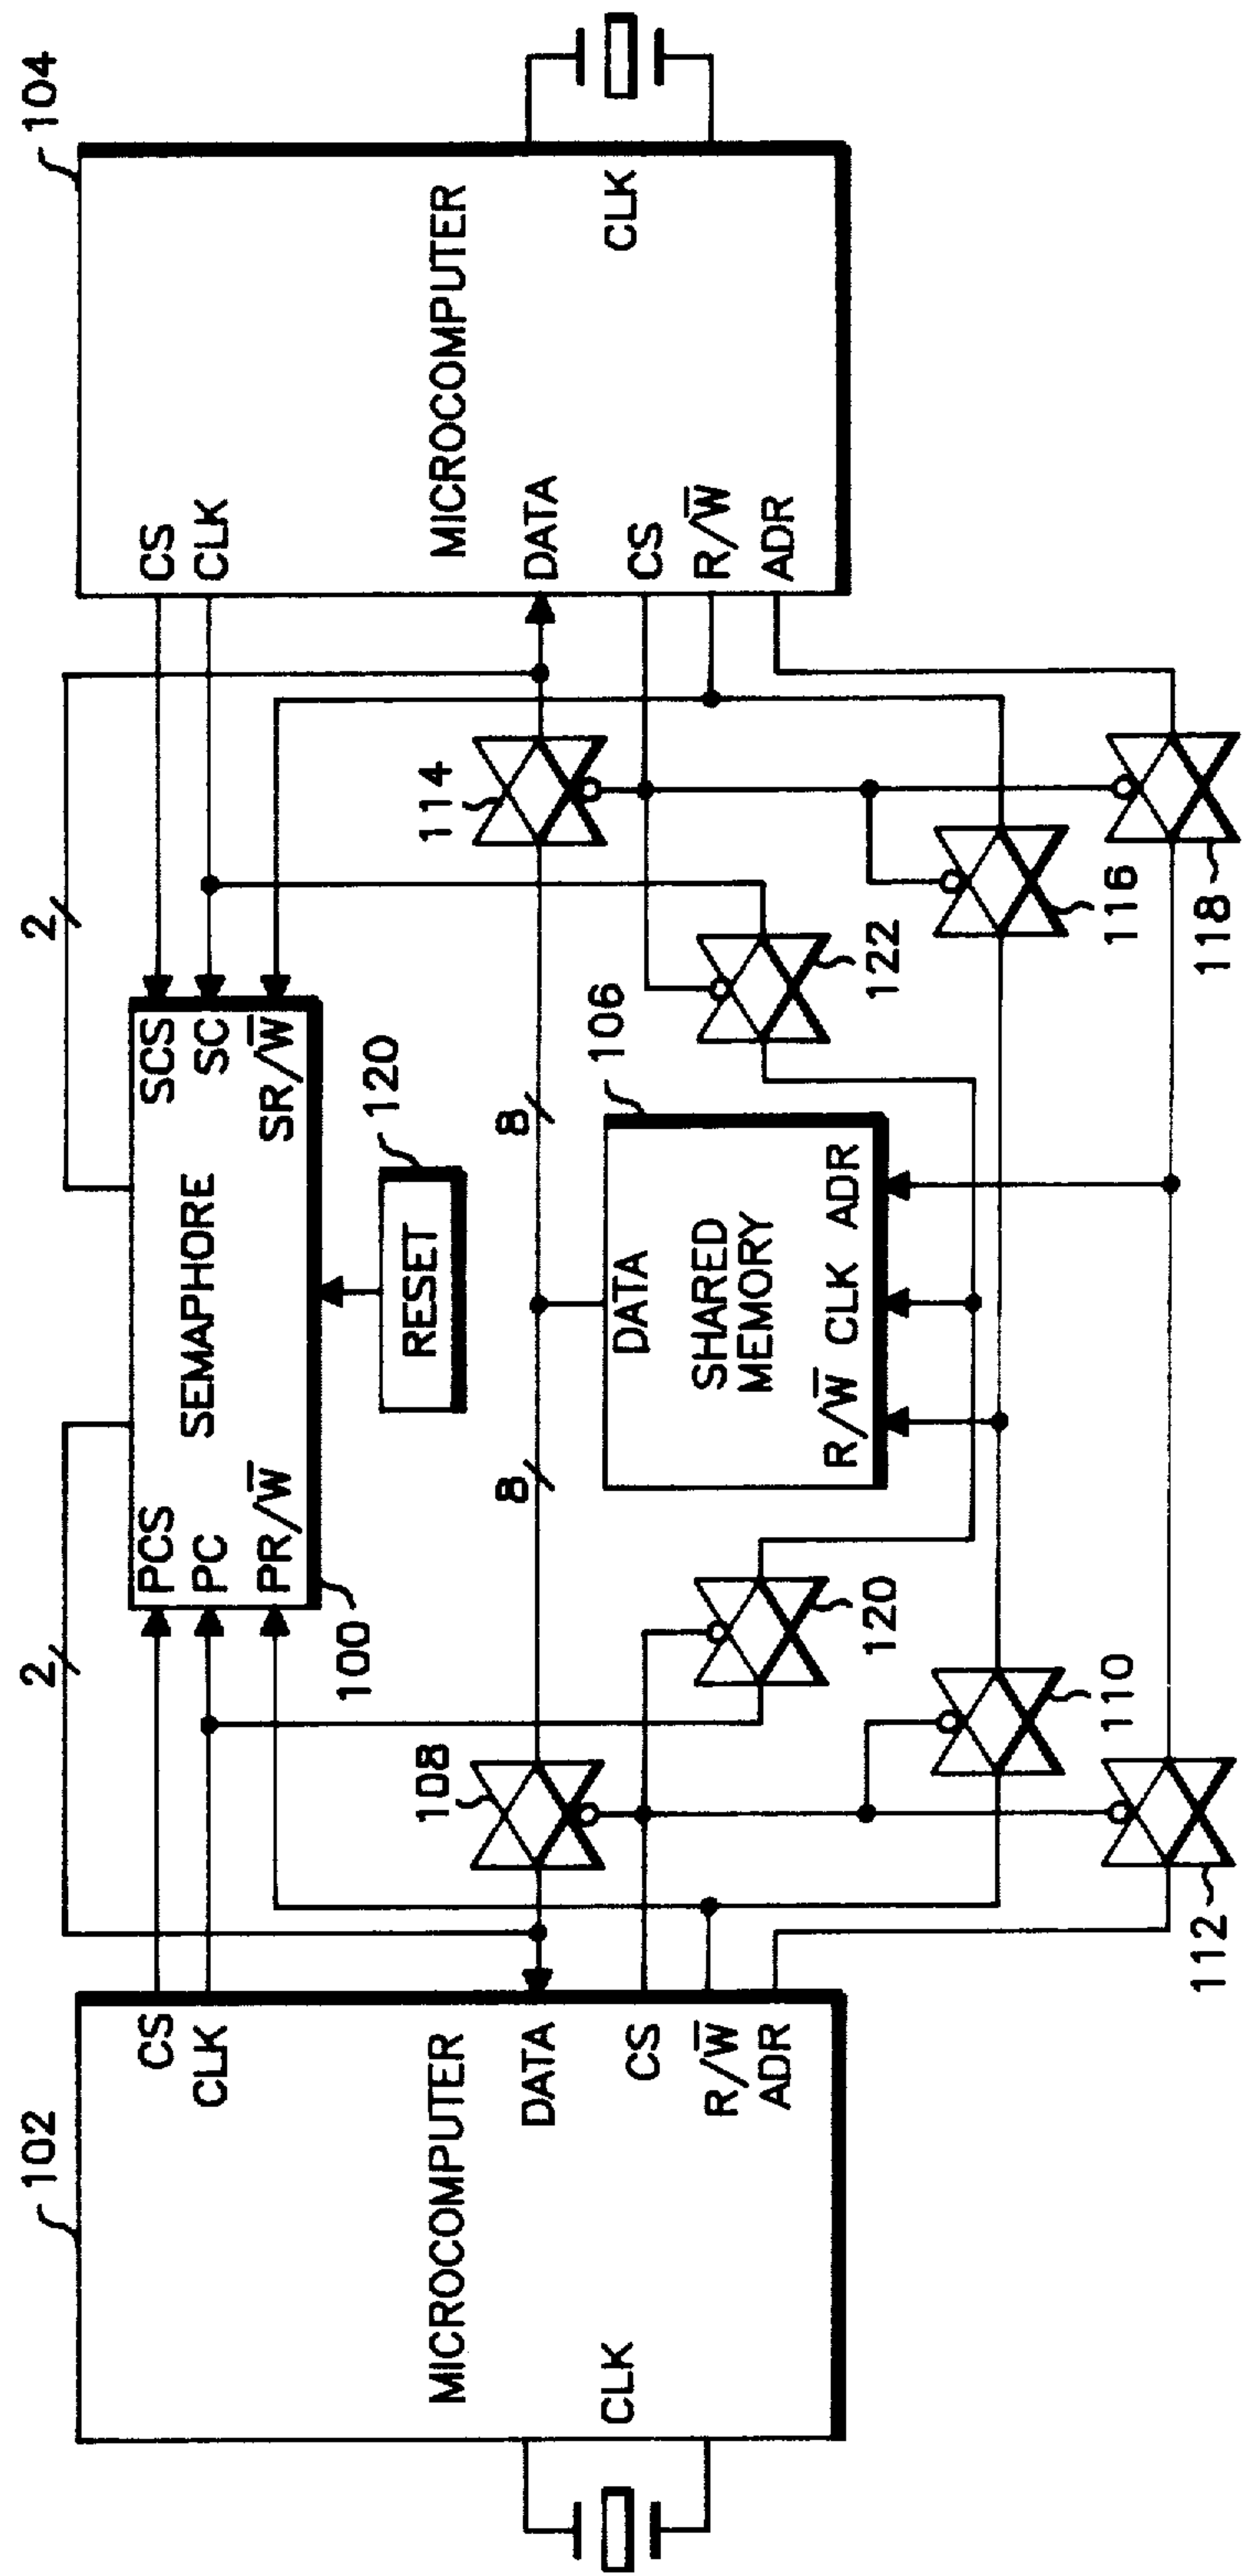 102
104
2
2
CS
CLK
MICROCOMPUTER
DATA
CS
R/W̅
ADR
CLK
PCS
PC
PR/W̅
SEMAPHORE
SCS
SC
SR/W̅
100
RESET
120
CS
CLK
MICROCOMPUTER
DATA
CS
R/W̅
ADR
CLK
108
8
8
114
106
DATA
SHARED
MEMORY
R/W̅ CLK ADR
120
122
110
116
112
118